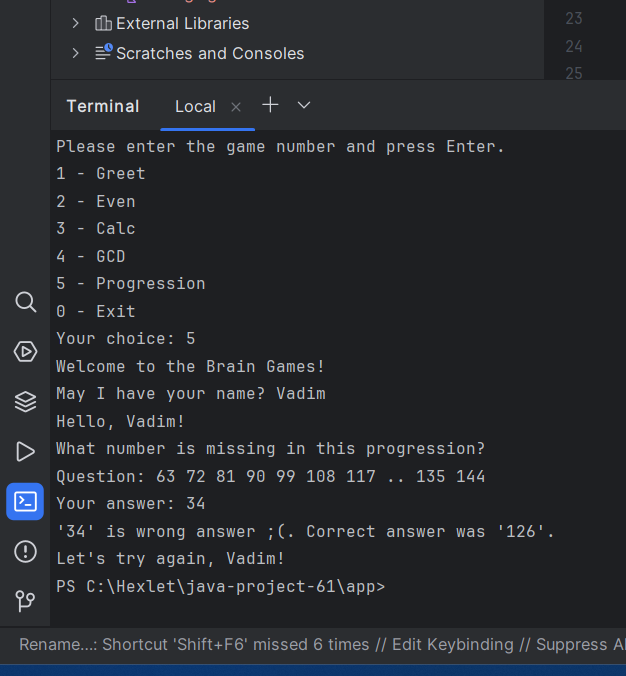 External Libraries
Scratches and Consoles
23
24
25
Terminal
Local
Please enter the game number and press Enter.
1 - Greet
2 - Even
3 - Calc
4 - GCD
5 - Progression
0 - Exit
Your choice: 5
Welcome to the Brain Games!
May I have your name? Vadim
Hello, Vadim!
What number is missing in this progression?
Question: 63 72 81 90 99 108 117 .. 135 144
Your answer: 34
'34' is wrong answer ;(. Correct answer was '126'.
Let's try again, Vadim!
PS C:\Hexlet\java-project-61\app>
Rename...: Shortcut 'Shift+F6' missed 6 times // Edit Keybinding // Suppress